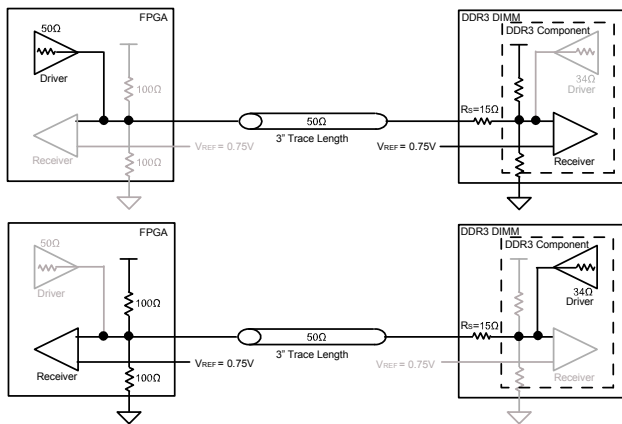 FPGA
50Ω
Driver
100Ω
100Ω
Receiver
VREF = 0.75V
50Ω
3" Trace Length
VREF = 0.75V
DDR3 DIMM
DDR3 Component
34Ω
Driver
RS=15Ω
Receiver
FPGA
50Ω
Driver
100Ω
100Ω
Receiver
VREF = 0.75V
50Ω
3" Trace Length
VREF = 0.75V
DDR3 DIMM
DDR3 Component
34Ω
Driver
RS=15Ω
Receiver